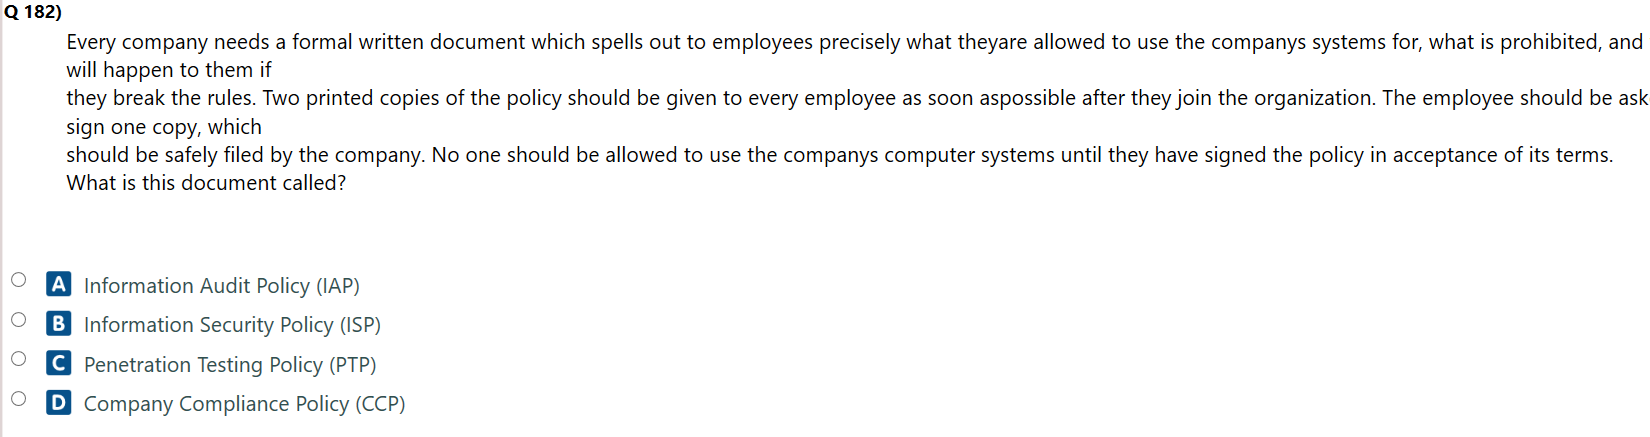 Q 182)
Every company needs a formal written document which spells out to employees precisely what theyare allowed to use the companys systems for, what is prohibited, and
will happen to them if
they break the rules. Two printed copies of the policy should be given to every employee as soon aspossible after they join the organization. The employee should be ask
sign one copy, which
should be safely filed by the company. No one should be allowed to use the companys computer systems until they have signed the policy in acceptance of its terms.
What is this document called?
A Information Audit Policy (IAP)
B Information Security Policy (ISP)
C Penetration Testing Policy (PTP)
D Company Compliance Policy (CCP)